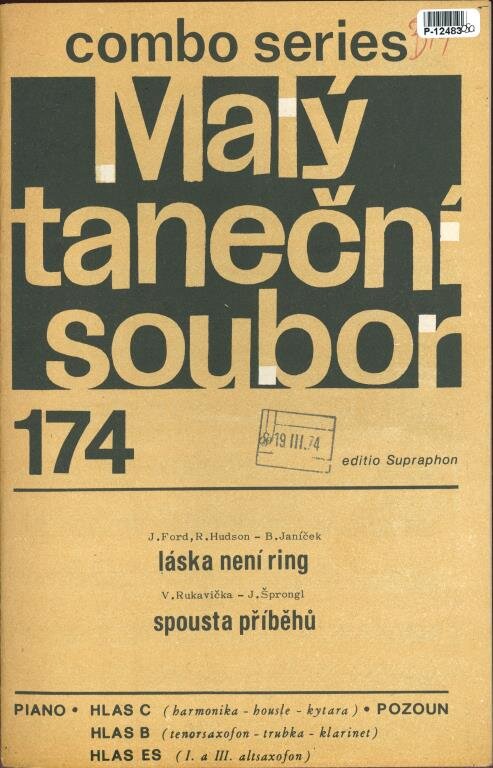 combo series
P-12483
Malý
taneční
soubor
174
19 III. 74
editio Supraphon
J.Ford,R.Hudson - B.Janíček
láska není ring
V.Rukavička - J.Šprongl
spousta příběhů
PIANO • HLAS C (harmonika - housle - kytara) • POZOUN
HLAS B (tenorsaxofon - trubka - klarinet)
HLAS ES (I. a III. altsaxofon)